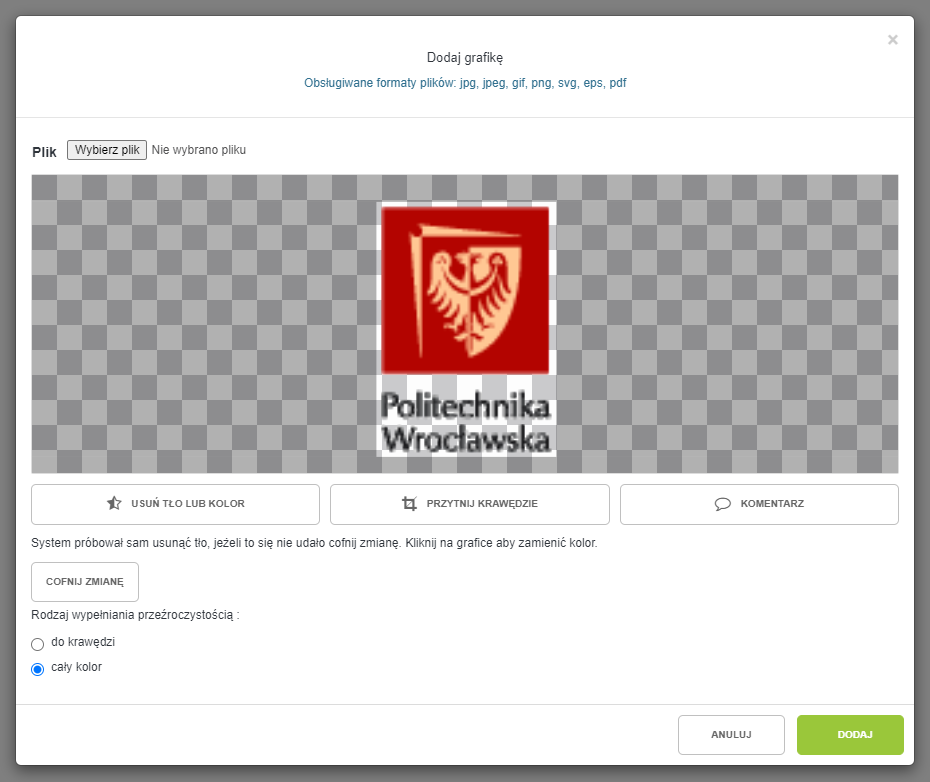 ×
Dodaj grafikę
Obsługiwane formaty plików: jpg, jpeg, gif, png, svg, eps, pdf
Plik Wybierz plik Nie wybrano pliku
Politechnika
Wrocławska
USUŃ TŁO LUB KOLOR PRZYTNIJ KRAWĘDZIE KOMENTARZ
System próbował sam usunąć tło, jeżeli to się nie udało cofnij zmianę. Kliknij na grafice aby zamienić kolor.
COFNIJ ZMIANĘ
Rodzaj wypełniania przeźroczystością :
do krawędzi
cały kolor
ANULUJ DODAJ